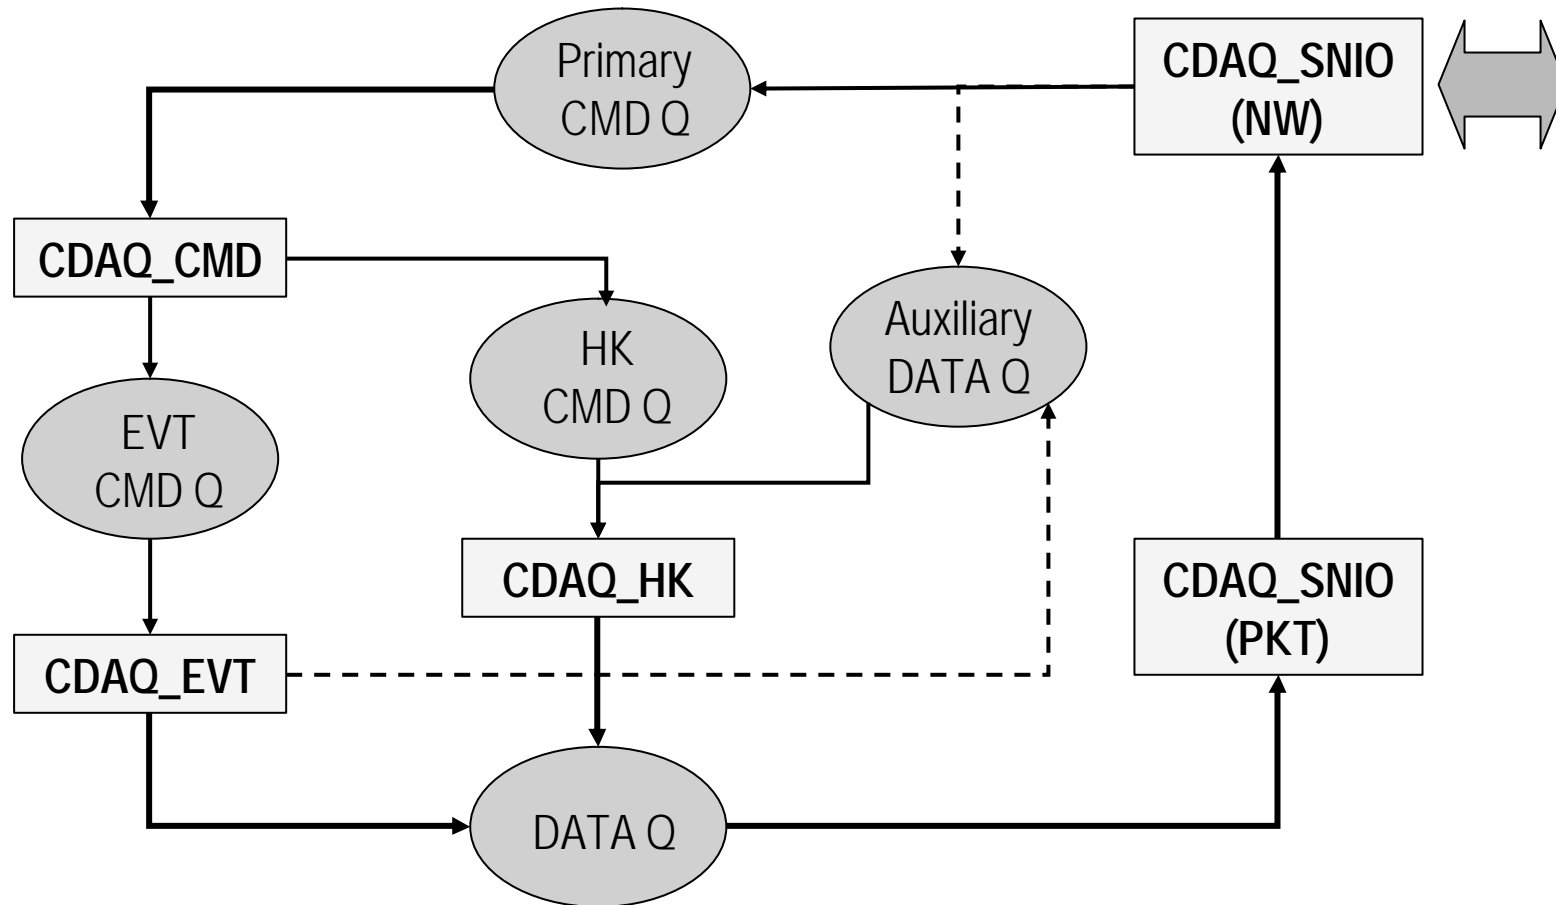 Primary
CMD Q
CDAQ_SNIO
(NW)
CDAQ_CMD
HK
CMD Q
Auxiliary
DATA Q
EVT
CMD Q
CDAQ_HK
CDAQ_SNIO
(PKT)
CDAQ_EVT
DATA Q